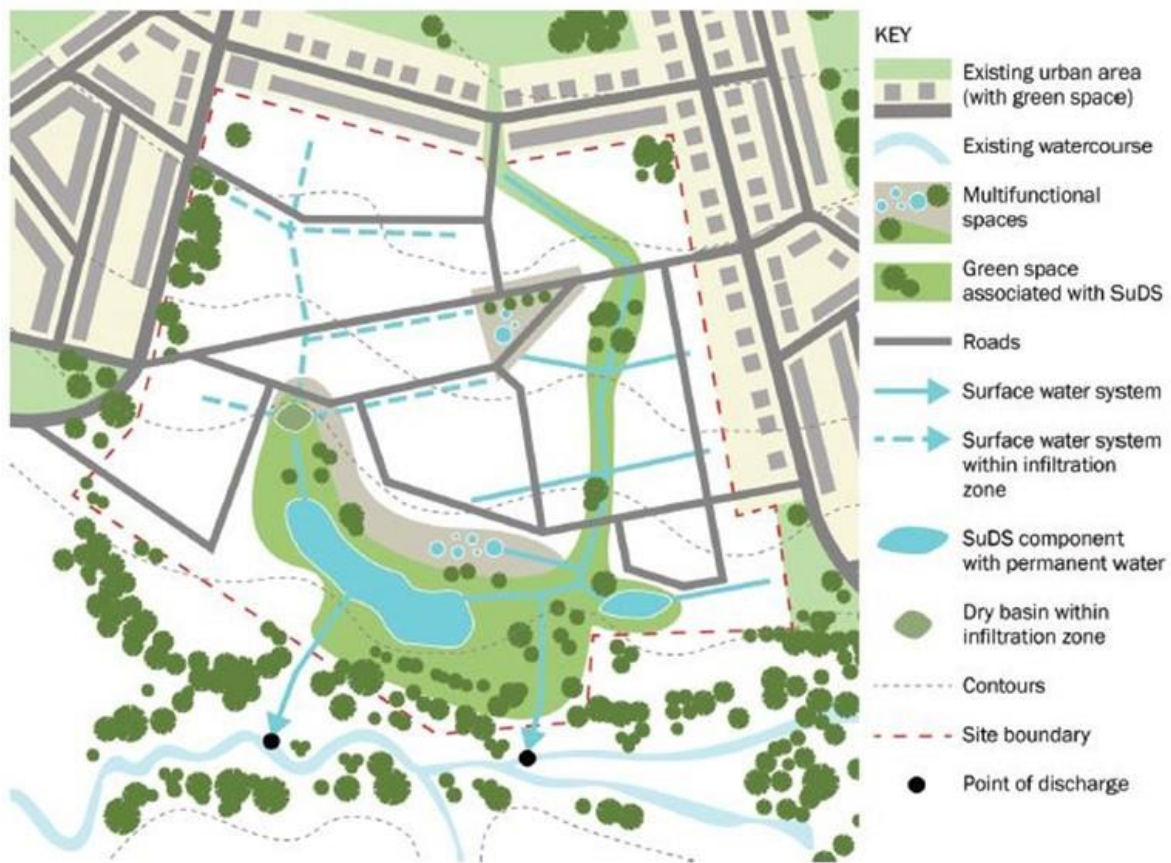 KEY
Existing urban area
(with green space)
Existing watercourse
Multifunctional
spaces
Green space
associated with SuDS
Roads
Surface water system
Surface water system
within infiltration
zone
SuDS component
with permanent water
Dry basin within
infiltration zone
Contours
Site boundary
Point of discharge